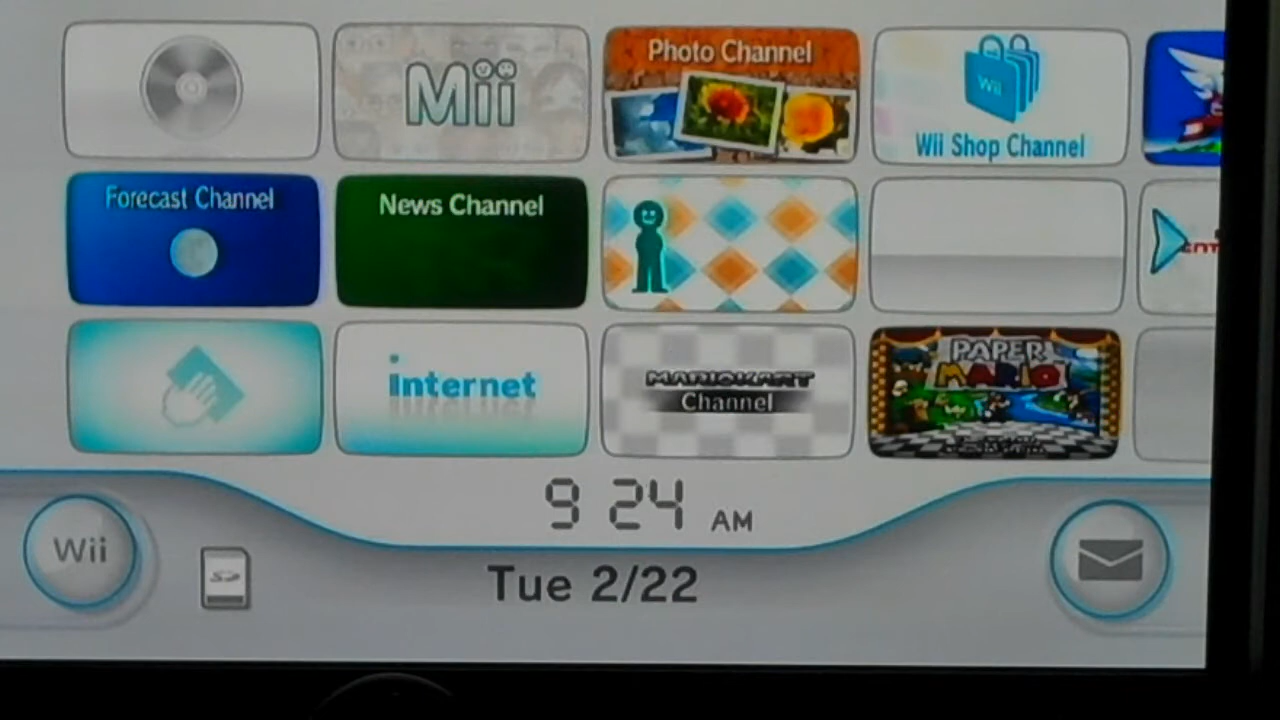 Mii
Photo Channel
Wii
Wii Shop Channel
Forecast Channel
News Channel
internet
MARIOKART
Channel
PAPER
MARIO
9 24 AM
Wii
Tue 2/22